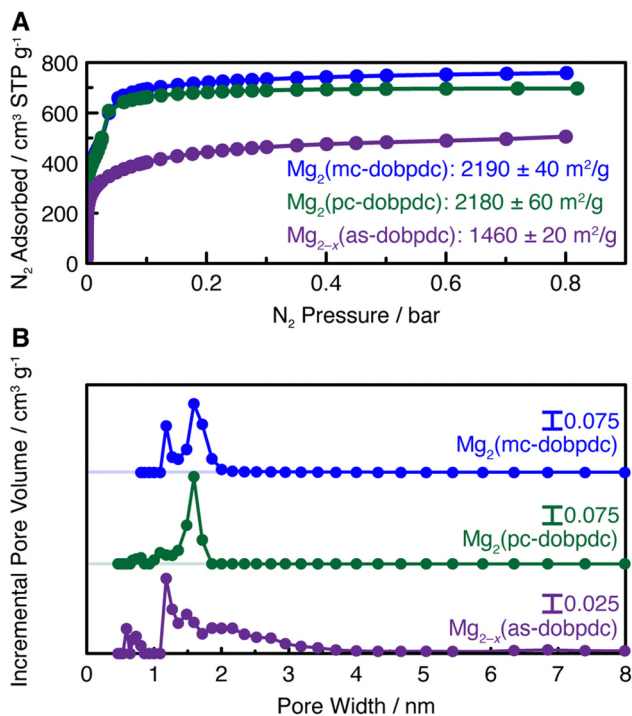 A
N₂ Adsorbed / cm³ STP g⁻¹
800
600
400
200
0
Mg₂(mc-dobpdc): 2190 ± 40 m²/g
Mg₂(pc-dobpdc): 2180 ± 60 m²/g
Mg₂₋ₓ(as-dobpdc): 1460 ± 20 m²/g
0 0.2 0.4 0.6 0.8
N₂ Pressure / bar
B
Incremental Pore Volume / cm³ g⁻¹
0.075
Mg₂(mc-dobpdc)
0.075
Mg₂(pc-dobpdc)
0.025
Mg₂₋ₓ(as-dobpdc)
0 1 2 3 4 5 6 7 8
Pore Width / nm